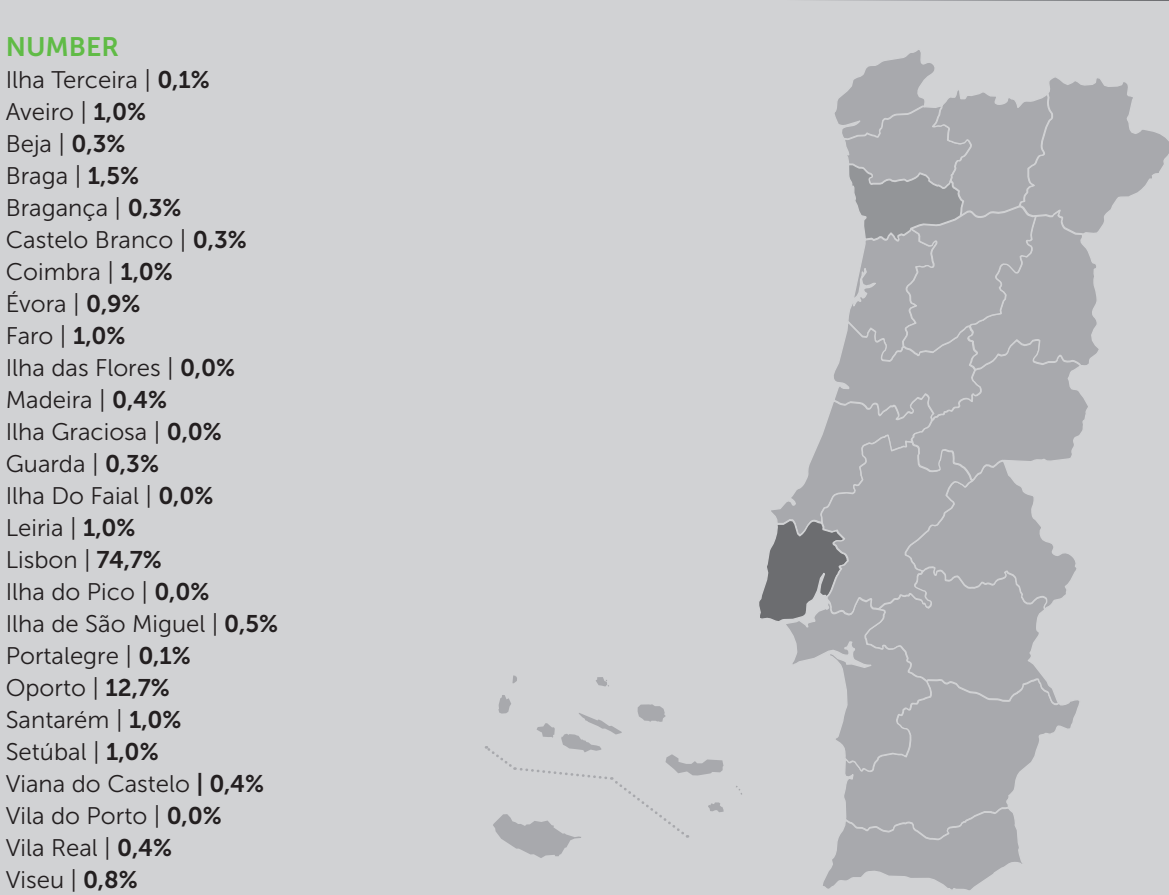 NUMBER
Ilha Terceira | 0,1%
Aveiro | 1,0%
Beja | 0,3%
Braga | 1,5%
Bragança | 0,3%
Castelo Branco | 0,3%
Coimbra | 1,0%
Évora | 0,9%
Faro | 1,0%
Ilha das Flores | 0,0%
Madeira | 0,4%
Ilha Graciosa | 0,0%
Guarda | 0,3%
Ilha Do Faial | 0,0%
Leiria | 1,0%
Lisbon | 74,7%
Ilha do Pico | 0,0%
Ilha de São Miguel | 0,5%
Portalegre | 0,1%
Oporto | 12,7%
Santarém | 1,0%
Setúbal | 1,0%
Viana do Castelo | 0,4%
Vila do Porto | 0,0%
Vila Real | 0,4%
Viseu | 0,8%